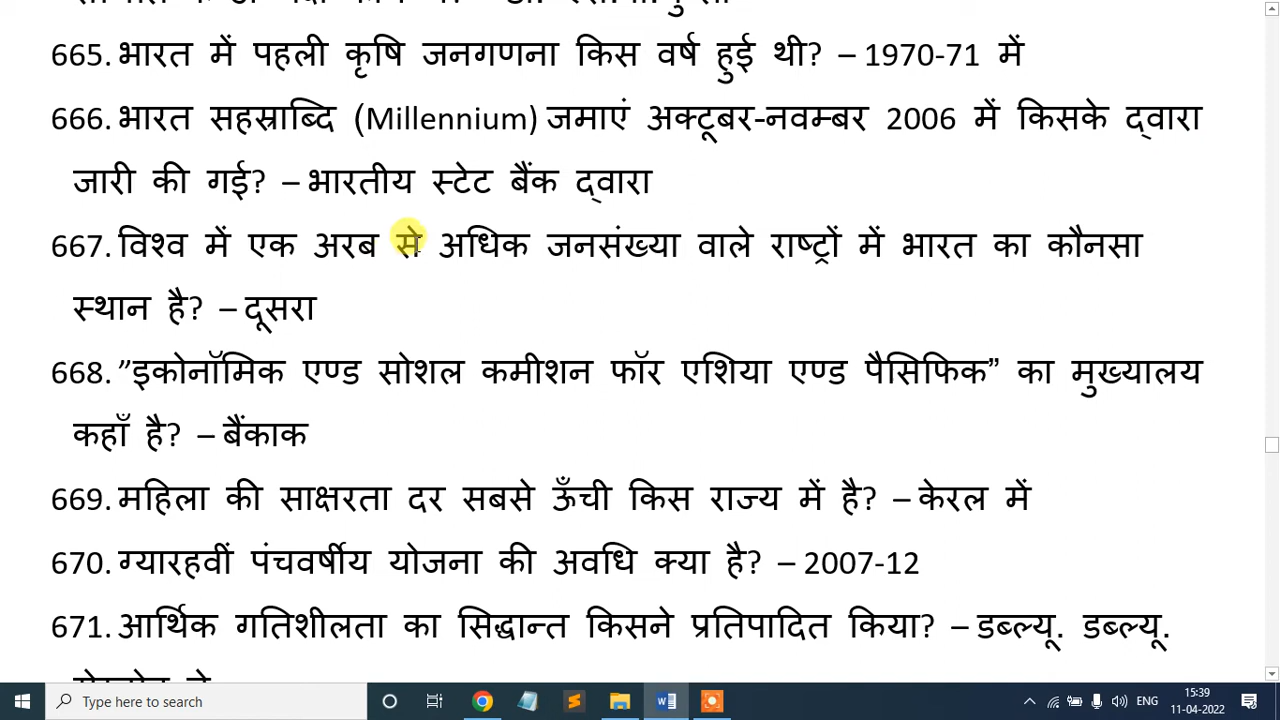 665. भारत में पहली कृषि जनगणना किस वर्ष हुई थी? – 1970-71 में
666. भारत सहस्राब्दि (Millennium) जमाएं अक्टूबर-नवम्बर 2006 में किसके द्वारा
जारी की गई? – भारतीय स्टेट बैंक द्वारा
667. विश्व में एक अरब से अधिक जनसंख्या वाले राष्ट्रों में भारत का कौनसा
स्थान है? – दूसरा
668. ”इकोनॉमिक एण्ड सोशल कमीशन फॉर एशिया एण्ड पैसिफिक” का मुख्यालय
कहाँ है? – बैंकाक
669. महिला की साक्षरता दर सबसे ऊँची किस राज्य में है? – केरल में
670. ग्यारहवीं पंचवर्षीय योजना की अवधि क्या है? – 2007-12
671. आर्थिक गतिशीलता का सिद्धान्त किसने प्रतिपादित किया? – डब्ल्यू. डब्ल्यू.
Type here to search
ENG
15:39
11-04-2022